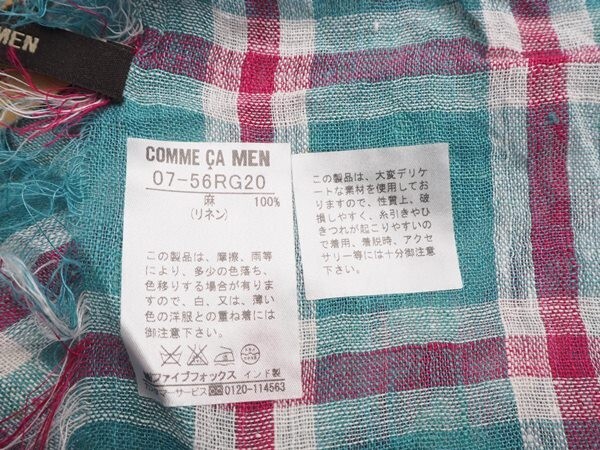 MEN
COMME ÇA MEN
07-56RG20
麻 100%
(リネン)
この製品は、摩擦、雨等
により、多少の色落ち、
色移りする場合が有りま
すので、白、又は、薄い
色の洋服との重ね着には
御注意下さい。
ファイブフォックス インド製
マーサービス 0120-114563
この製品は、大変デリケー
トな素材を使用してお
りますので、性質上、破
損しやすく、糸引きやひ
きつれが起こりやすいの
で着用、着脱時、アクセ
サリー等には十分御注意
下さい。